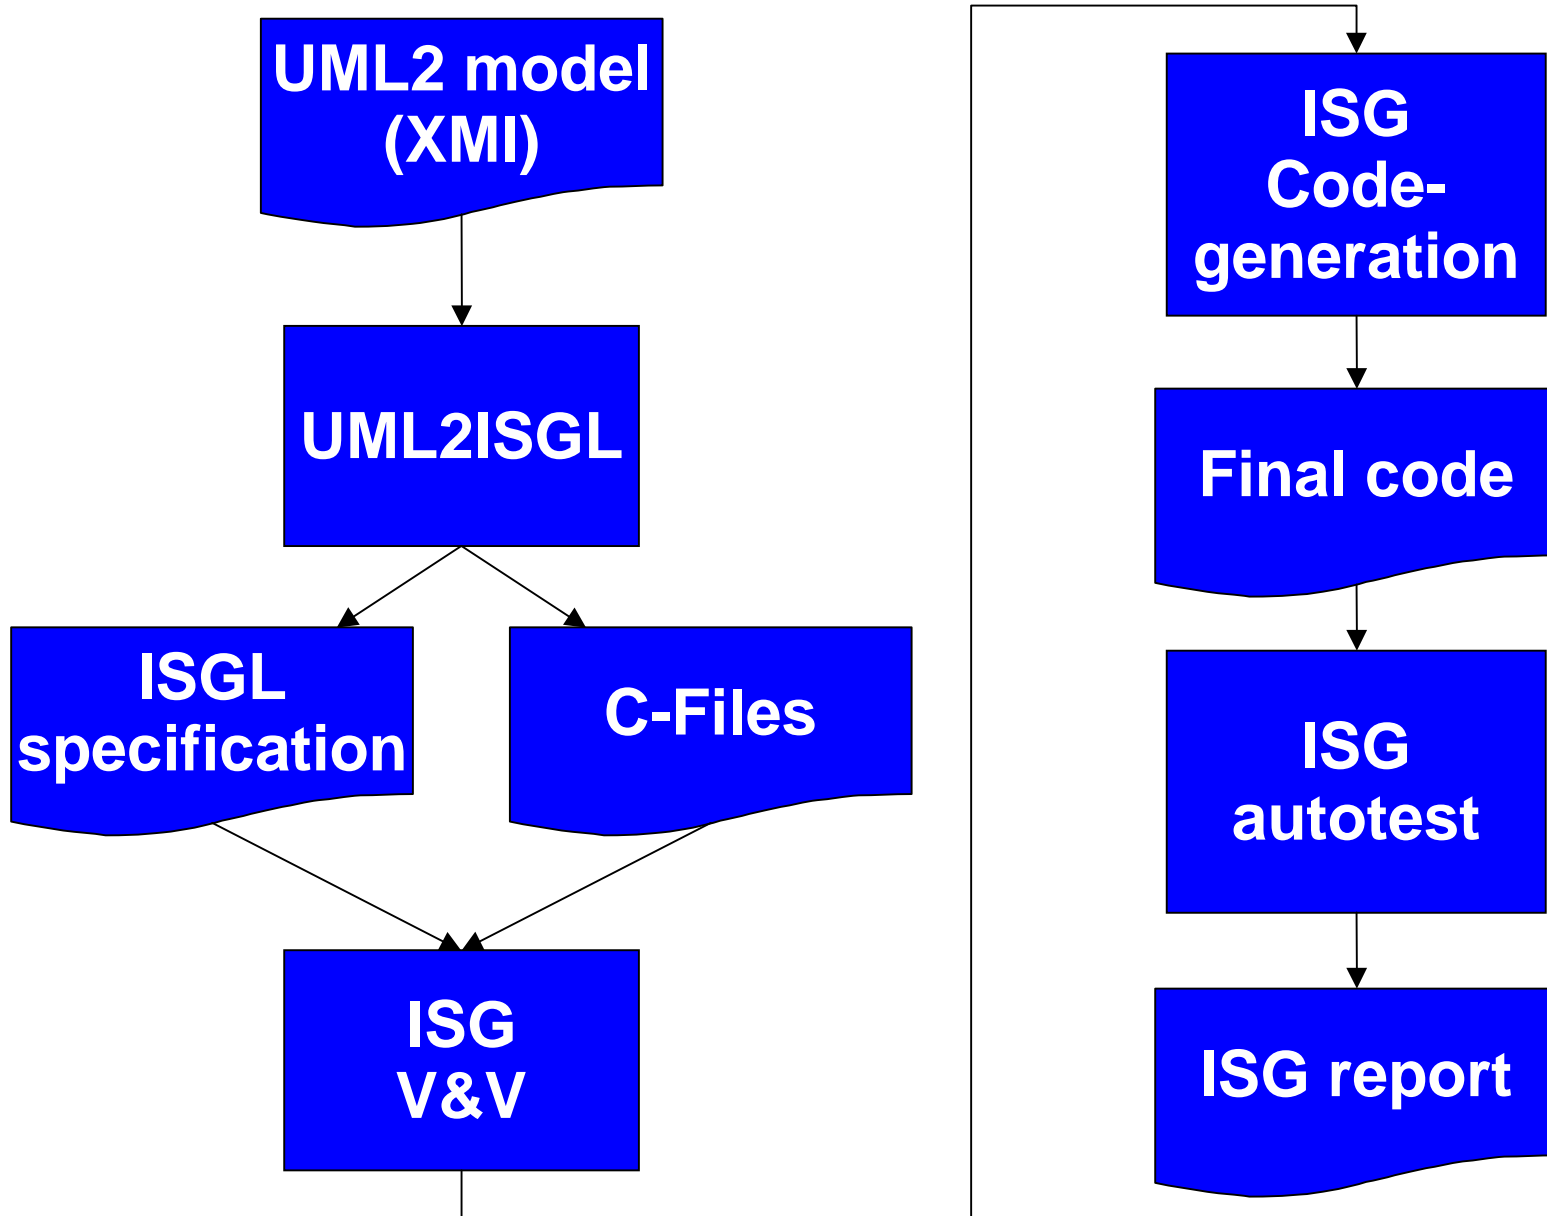 UML2 model
(XMI)
UML2ISGL
ISGL
specification
C-Files
ISG
V&V
ISG
Code-
generation
Final code
ISG
autotest
ISG report